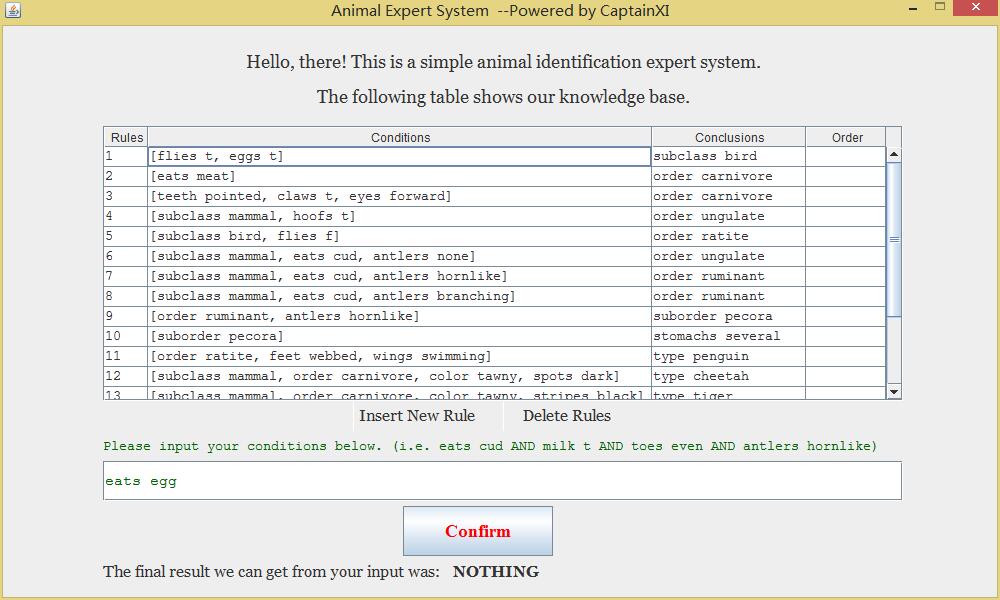 Animal Expert System --Powered by CaptainXI
Hello, there! This is a simple animal identification expert system.
The following table shows our knowledge base.
Rules Conditions Conclusions Order
1 [flies t, eggs t] subclass bird
2 [eats meat] order carnivore
3 [teeth pointed, claws t, eyes forward] order carnivore
4 [subclass mammal, hoofs t] order ungulate
5 [subclass bird, flies f] order ratite
6 [subclass mammal, eats cud, antlers none] order ungulate
7 [subclass mammal, eats cud, antlers hornlike] order ruminant
8 [subclass mammal, eats cud, antlers branching] order ruminant
9 [order ruminant, antlers hornlike] suborder pecora
10 [suborder pecora] stomachs several
11 [order ratite, feet webbed, wings swimming] type penguin
12 [subclass mammal, order carnivore, color tawny, spots dark] type cheetah
13 [subclass mammal, order carnivore, color tawny, stripes black] type tiger
Insert New Rule Delete Rules
Please input your conditions below. (i.e. eats cud AND milk t AND toes even AND antlers hornlike)
eats egg
Confirm
The final result we can get from your input was: NOTHING